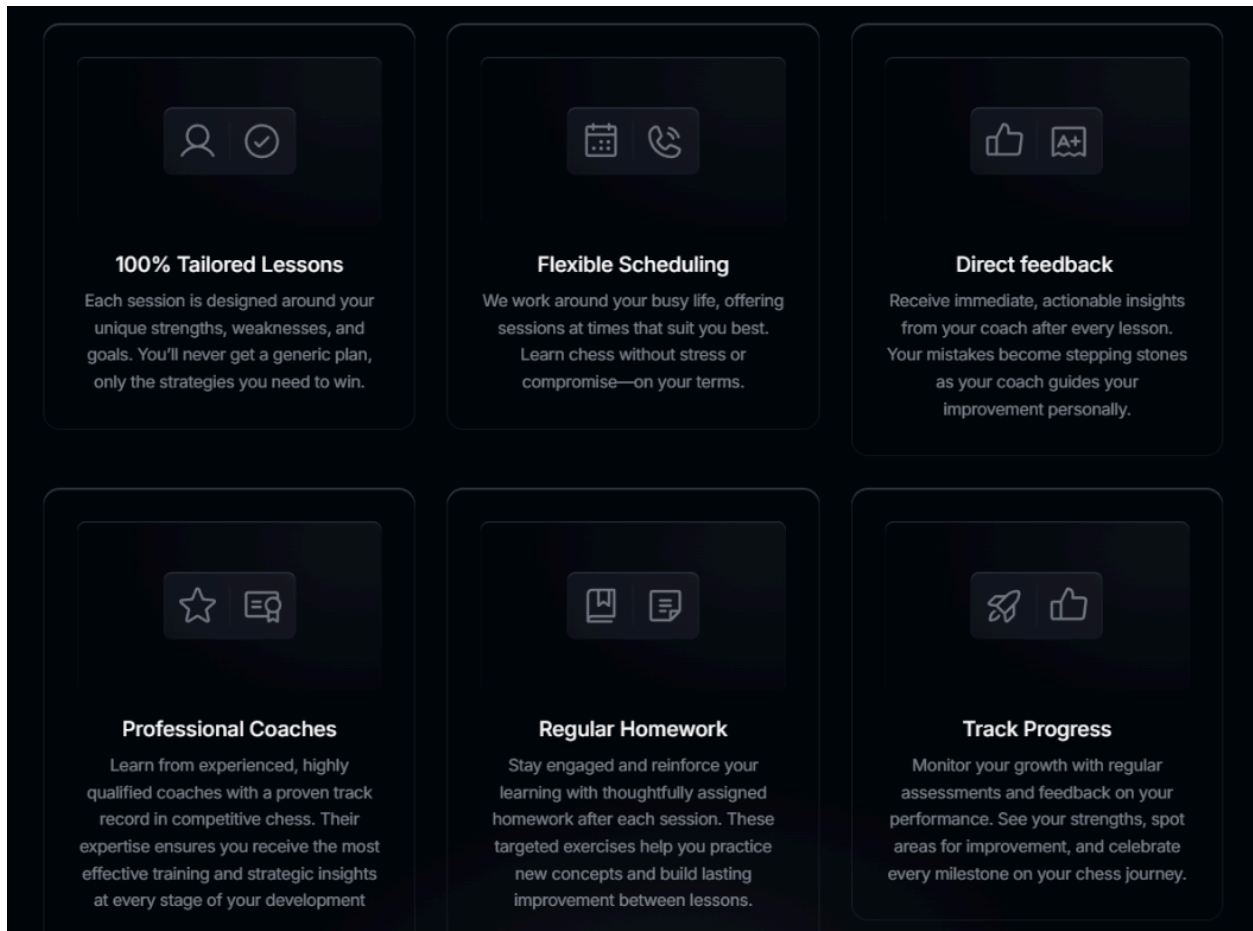 A+
100% Tailored Lessons
Each session is designed around your
unique strengths, weaknesses, and
goals. You’ll never get a generic plan,
only the strategies you need to win.
Flexible Scheduling
We work around your busy life, offering
sessions at times that suit you best.
Learn chess without stress or
compromise—on your terms.
Direct feedback
Receive immediate, actionable insights
from your coach after every lesson.
Your mistakes become stepping stones
as your coach guides your
improvement personally.
Professional Coaches
Learn from experienced, highly
qualified coaches with a proven track
record in competitive chess. Their
expertise ensures you receive the most
effective training and strategic insights
at every stage of your development
Regular Homework
Stay engaged and reinforce your
learning with thoughtfully assigned
homework after each session. These
targeted exercises help you practice
new concepts and build lasting
improvement between lessons.
Track Progress
Monitor your growth with regular
assessments and feedback on your
performance. See your strengths, spot
areas for improvement, and celebrate
every milestone on your chess journey.